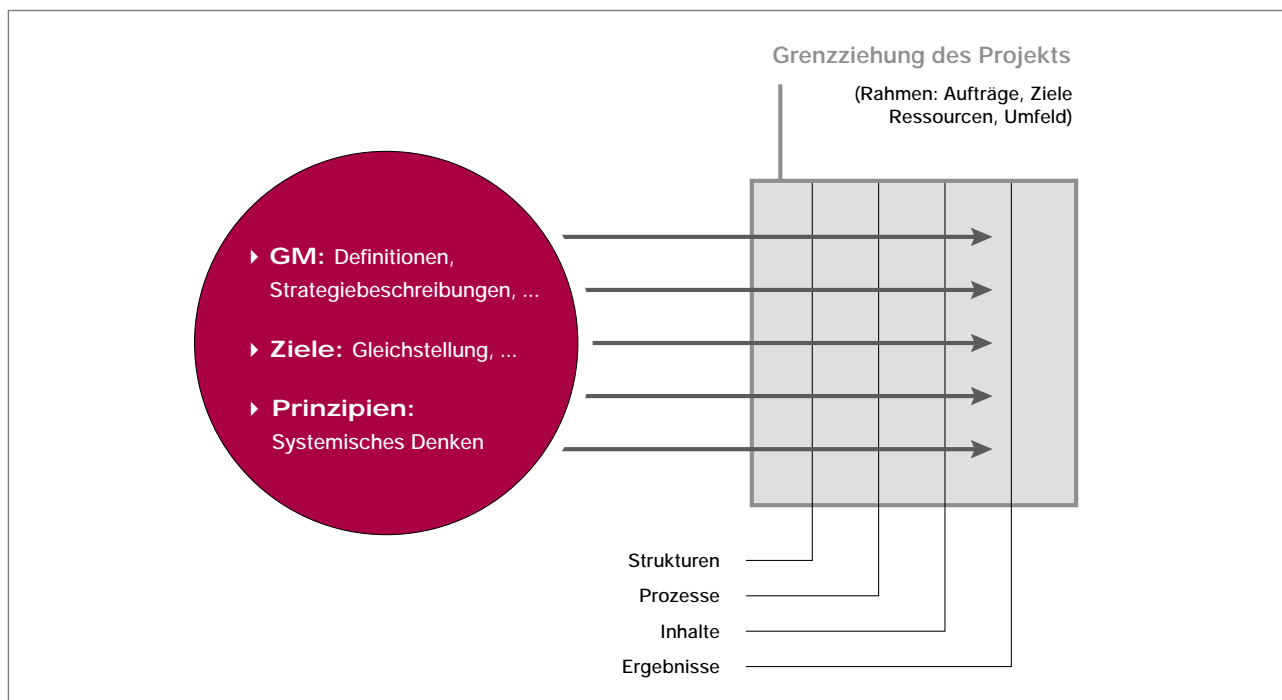 Grenzziehung des Projekts
(Rahmen: Aufträge, Ziele
Ressourcen, Umfeld)
GM: Definitionen,
Strategiebeschreibungen, ...
Ziele: Gleichstellung, ...
Prinzipien:
Systemisches Denken
Strukturen
Prozesse
Inhalte
Ergebnisse